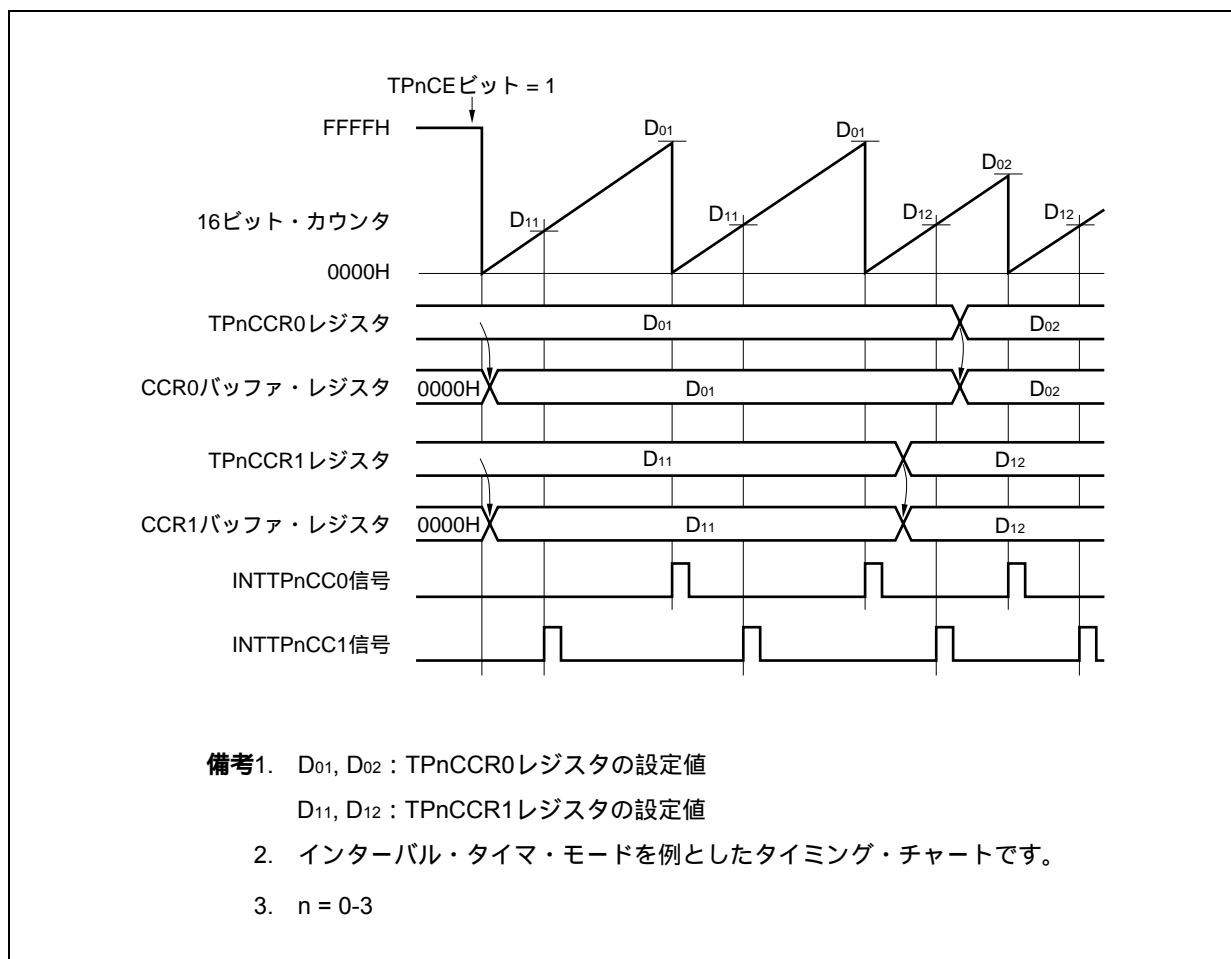 TPnCEビット = 1
FFFFH
D01
D01
D02
16ビット・カウンタ
D11
D11
D12
D12
0000H
TPnCCR0レジスタ
D01
D02
CCR0バッファ・レジスタ
0000H
D01
D02
TPnCCR1レジスタ
D11
D12
CCR1バッファ・レジスタ
0000H
D11
D12
INTTPnCC0信号
INTTPnCC1信号
備考1. D01, D02：TPnCCR0レジスタの設定値
D11, D12：TPnCCR1レジスタの設定値
2. インターバル・タイマ・モードを例としたタイミング・チャートです。
3. n = 0-3